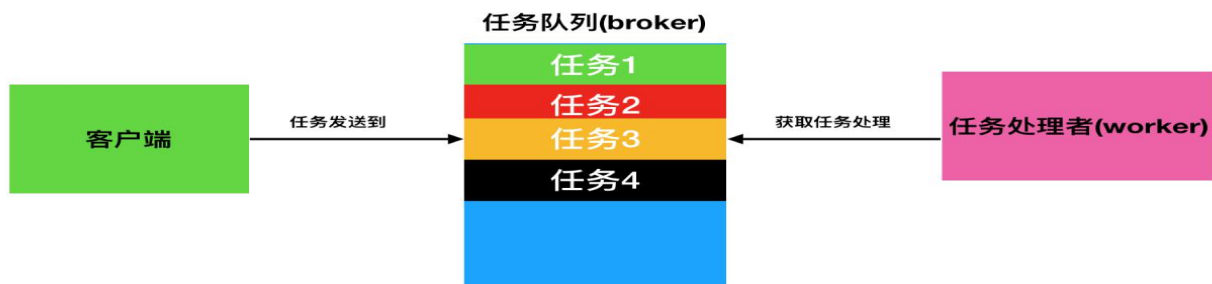 任务队列(broker)
任务1
任务2
任务3
任务4
客户端
任务发送到
获取任务处理
任务处理者(worker)